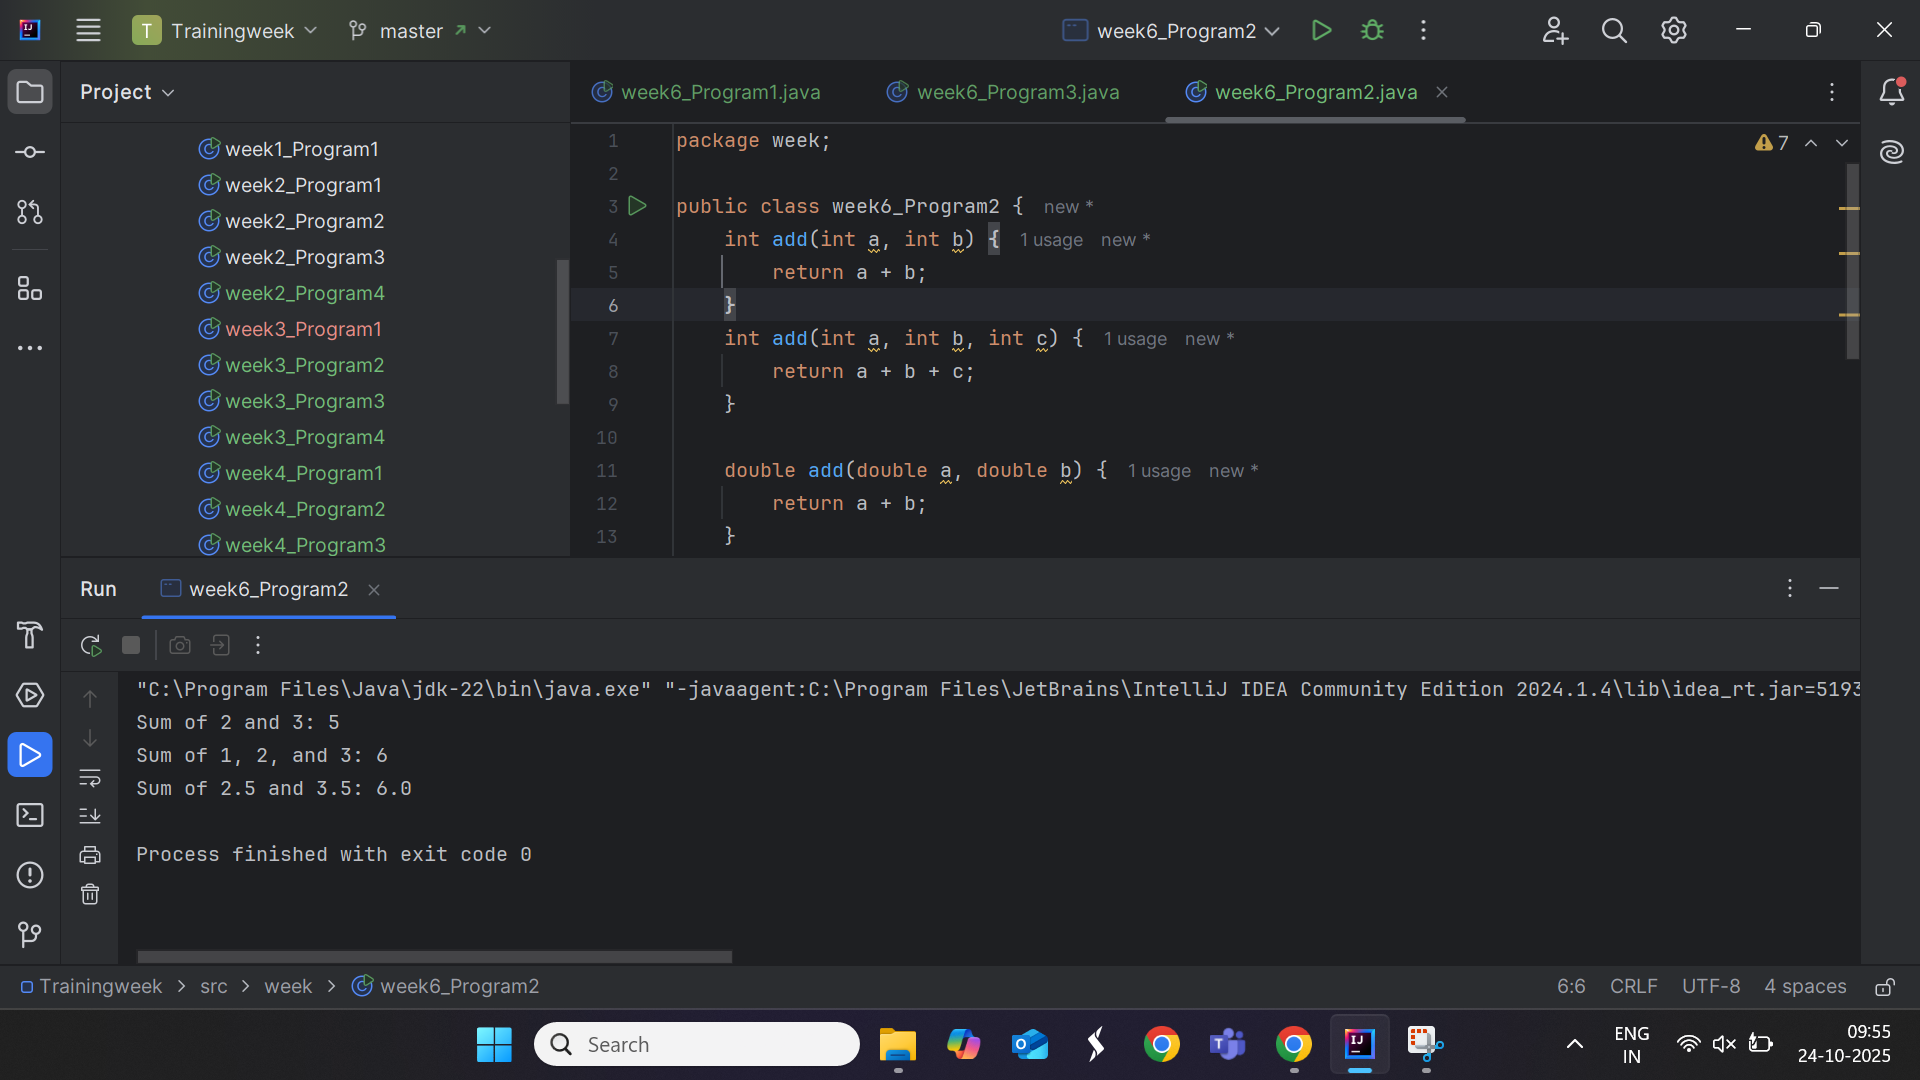 T Trainingweek master week6_Program2
Project
week6_Program1.java week6_Program3.java week6_Program2.java
week1_Program1
week2_Program1
week2_Program2
week2_Program3
week2_Program4
week3_Program1
week3_Program2
week3_Program3
week3_Program4
week4_Program1
week4_Program2
week4_Program3
7
1 package week;
2
3 public class week6_Program2 { new *
4 int add(int a, int b) { 1 usage new *
5 return a + b;
6 }
7 int add(int a, int b, int c) { 1 usage new *
8 return a + b + c;
9 }
10
11 double add(double a, double b) { 1 usage new *
12 return a + b;
13 }
Run week6_Program2
"C:\Program Files\Java\jdk-22\bin\java.exe" "-javaagent:C:\Program Files\JetBrains\IntelliJ IDEA Community Edition 2024.1.4\lib\idea_rt.jar=5193
Sum of 2 and 3: 5
Sum of 1, 2, and 3: 6
Sum of 2.5 and 3.5: 6.0
Process finished with exit code 0
Trainingweek > src > week > week6_Program2 6:6 CRLF UTF-8 4 spaces
Search
ENG
IN
09:55
24-10-2025